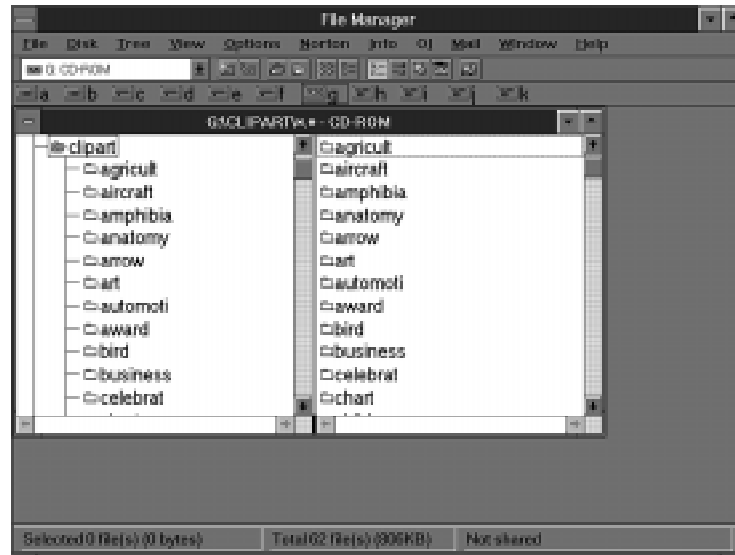 File Manager
File Disk Tree View Options Norton Info OJ Mail Window Help
G: CD-ROM
a b c d e f g h i j k
G:\CLIPART\*.* - CD-ROM
clipart
agricult
aircraft
amphibia
anatomy
arrow
art
automoti
award
bird
business
celebrat
agricult
aircraft
amphibia
anatomy
arrow
art
automoti
award
bird
business
celebrat
chart
Selected 0 file(s) (0 bytes)
Total 62 file(s) (806KB)
Not shared